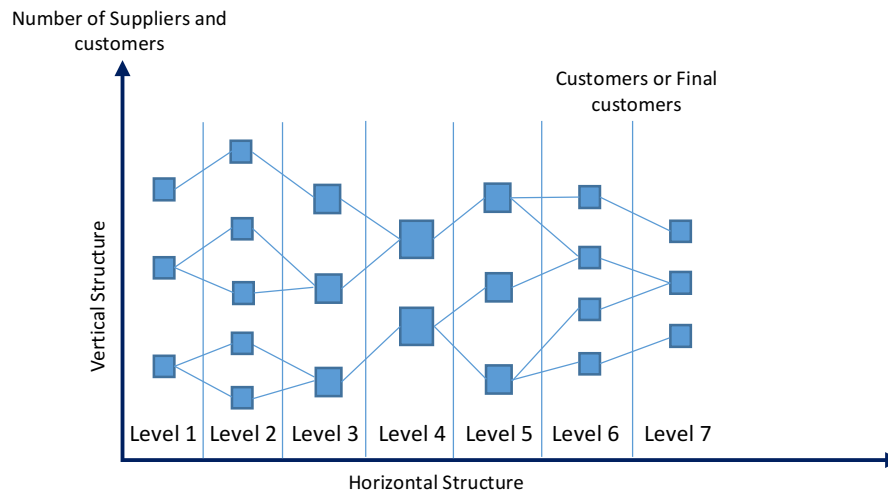 Number of Suppliers and
customers
Customers or Final
customers
Vertical Structure
Level 1
Level 2
Level 3
Level 4
Level 5
Level 6
Level 7
Horizontal Structure